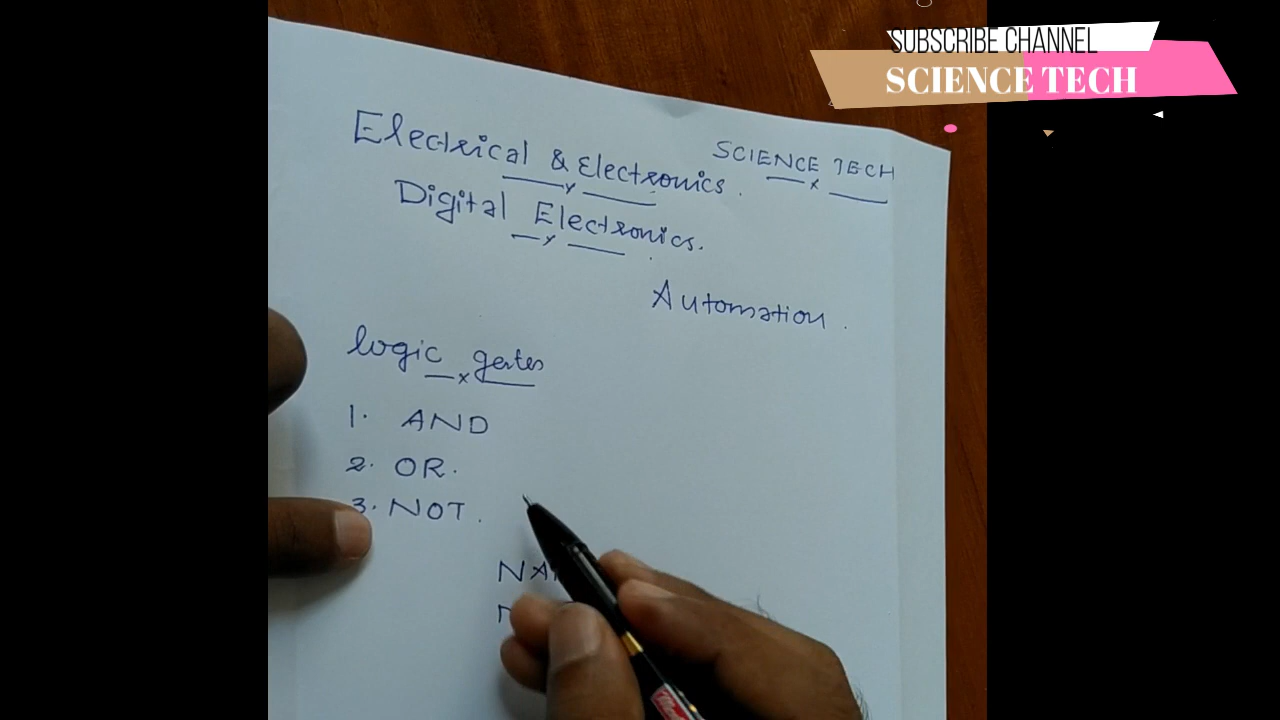 SUBSCRIBE CHANNEL
SCIENCE TECH
Electrical & Electronics.
SCIENCE TECH
Digital Electronics.
Automation.
logic gates
1. AND
2. OR.
3. NOT.